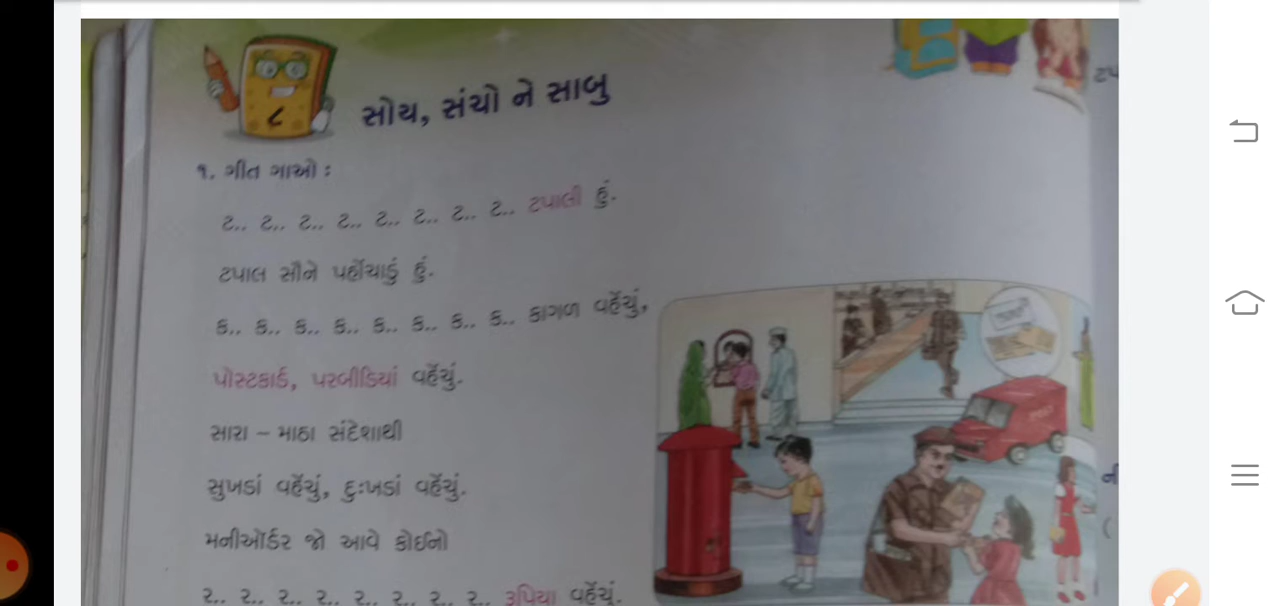 ૮
સોય, સંચો ને સાબુ
૧. ગીત ગાઓ :
ટ.. ટ.. ટ.. ટ.. ટ.. ટ.. ટ.. ટ.. ટપાલી હું.
ટપાલ સૌને પહોંચાડું હું.
ક.. ક.. ક.. ક.. ક.. ક.. ક.. ક.. કાગળ વહેંચું,
પોસ્ટકાર્ડ, પરબીડિયાં વહેંચું.
સારા – માઠા સંદેશાથી
સુખડાં વહેંચું, દુઃખડાં વહેંચું.
મનીઑર્ડર જો આવે કોઈનો
ર.. ર.. ર.. ર.. ર.. ર.. ર.. ર.. રૂપિયા વહેંચું.